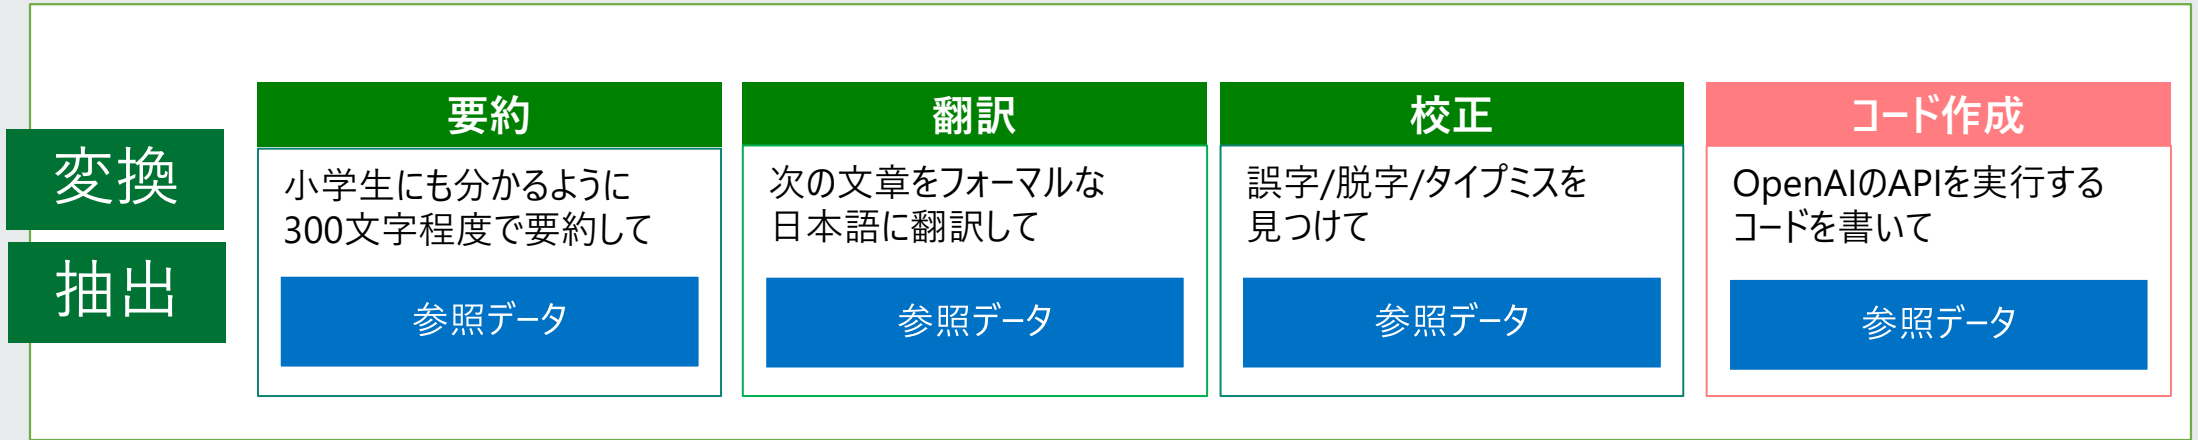 変換
抽出
要約
小学生にも分かるように
300文字程度で要約して
参照データ
翻訳
次の文章をフォーマルな
日本語に翻訳して
参照データ
校正
誤字/脱字/タイプミスを
見つけて
参照データ
コード作成
OpenAIのAPIを実行する
コードを書いて
参照データ